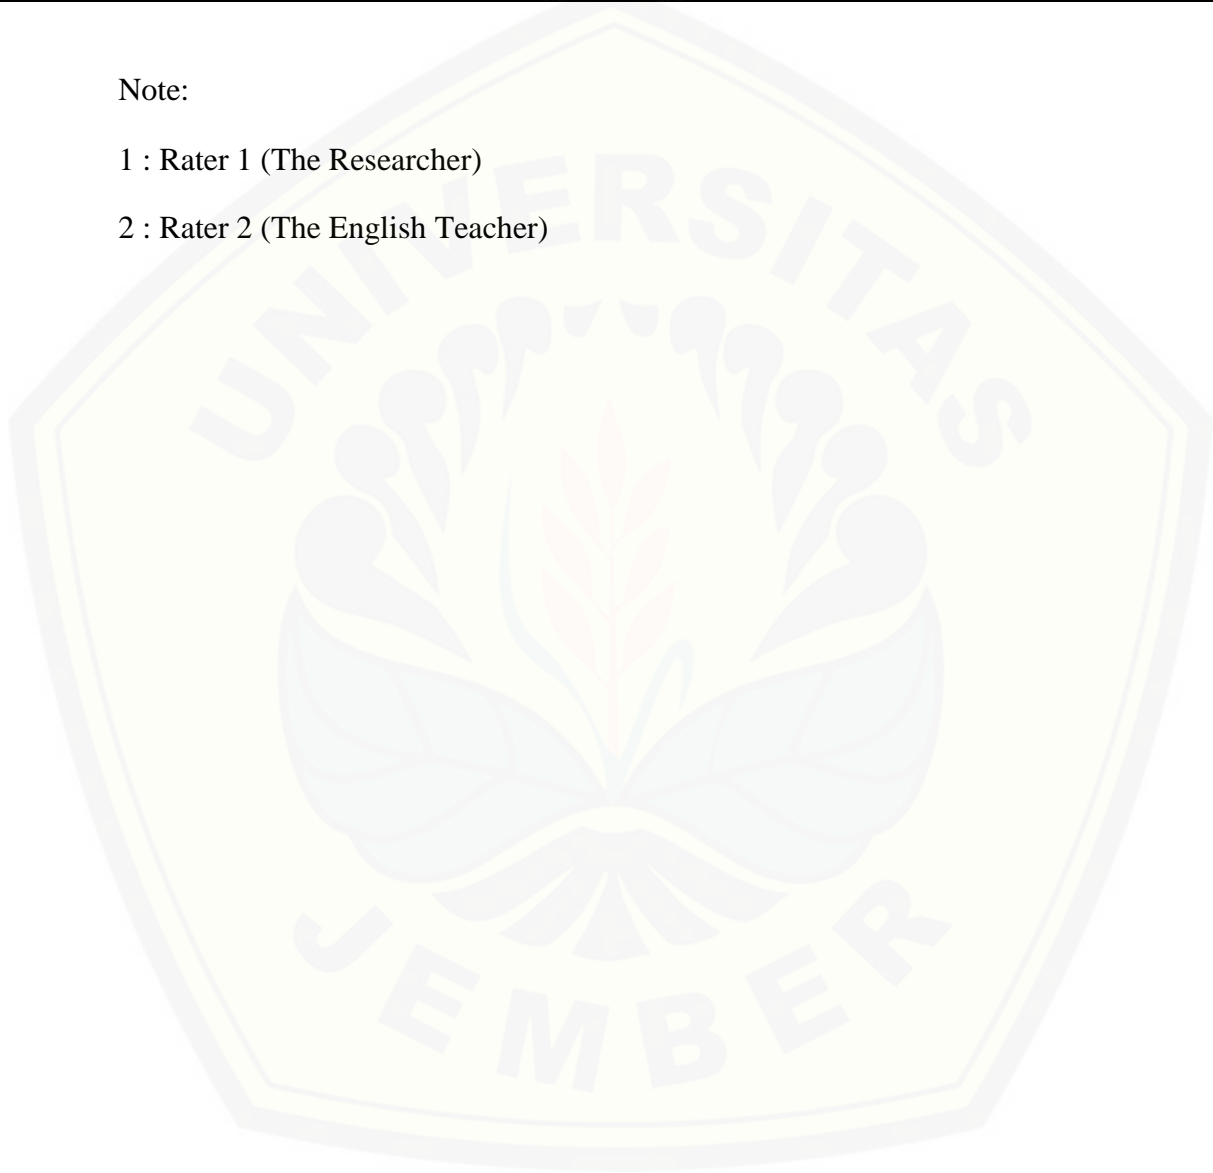 Note:
1 : Rater 1 (The Researcher)
2 : Rater 2 (The English Teacher)
UNIVERSITAS
JEMBER